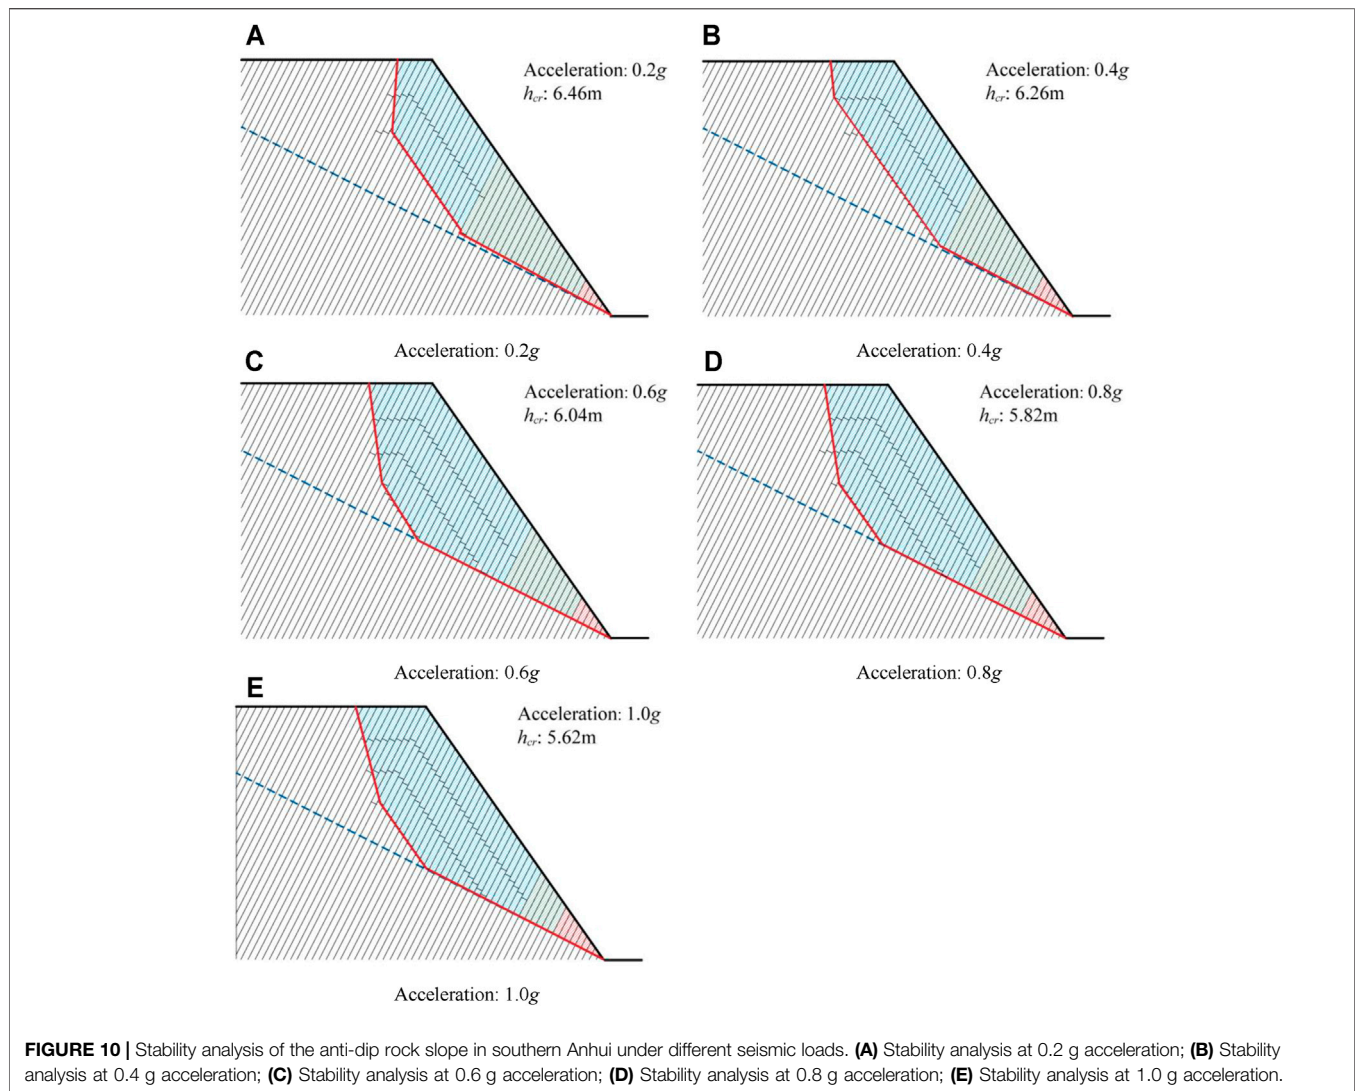 A
Acceleration: 0.2g
hcr: 6.46m
Acceleration: 0.2g
B
Acceleration: 0.4g
hcr: 6.26m
Acceleration: 0.4g
C
Acceleration: 0.6g
hcr: 6.04m
Acceleration: 0.6g
D
Acceleration: 0.8g
hcr: 5.82m
Acceleration: 0.8g
E
Acceleration: 1.0g
hcr: 5.62m
Acceleration: 1.0g
FIGURE 10 | Stability analysis of the anti-dip rock slope in southern Anhui under different seismic loads. (A) Stability analysis at 0.2 g acceleration; (B) Stability
analysis at 0.4 g acceleration; (C) Stability analysis at 0.6 g acceleration; (D) Stability analysis at 0.8 g acceleration; (E) Stability analysis at 1.0 g acceleration.